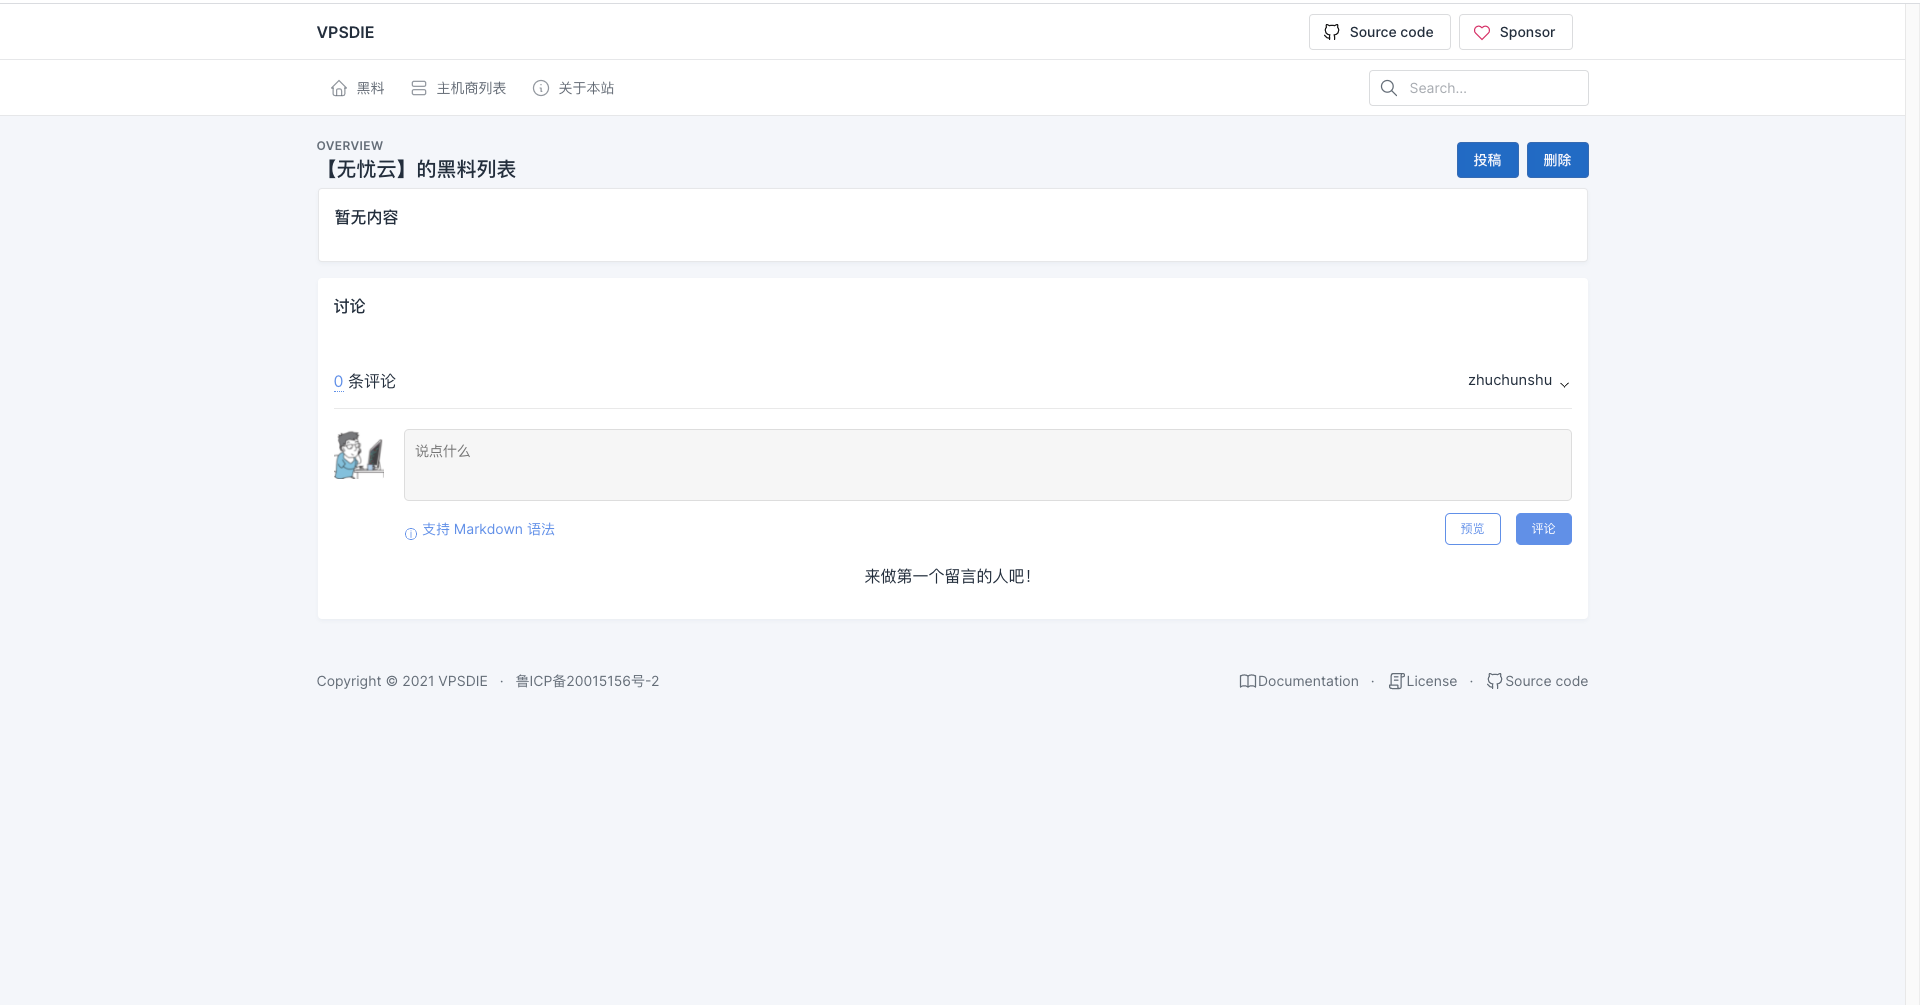 VPSDIE
Source code
Sponsor
黑料
主机商列表
关于本站
Search…
OVERVIEW
【无忧云】的黑料列表
投稿
删除
暂无内容
讨论
0 条评论
zhuchunshu
说点什么
支持 Markdown 语法
预览
评论
来做第一个留言的人吧！
Copyright © 2021 VPSDIE · 鲁ICP备20015156号-2
Documentation · License · Source code